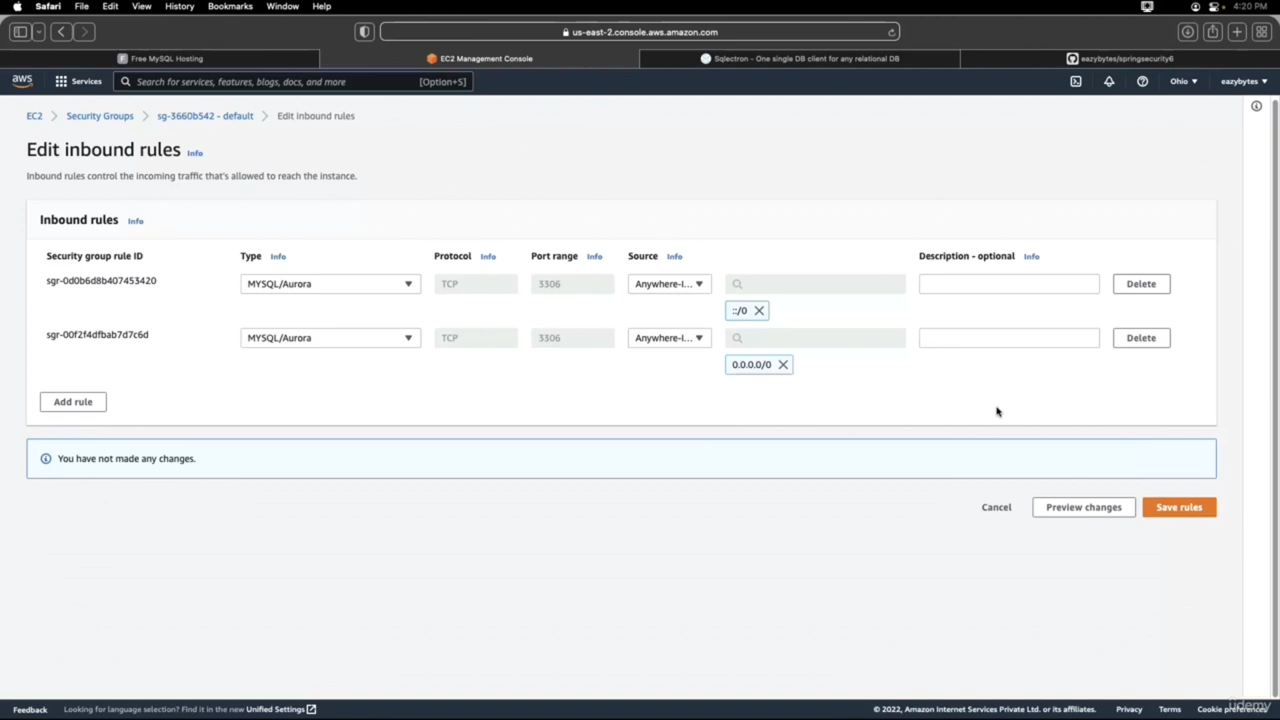 Safari File Edit View History Bookmarks Window Help 4:20 PM
us-east-2.console.aws.amazon.com
Free MySQL Hosting EC2 Management Console Sqlectron - One single DB client for any relational DB eazybytes/springsecurity6
aws Services Search for services, features, blogs, docs, and more [Option+S] Ohio eazybytes
EC2 Security Groups sg-3660b542 - default Edit inbound rules
Edit inbound rules Info
Inbound rules control the incoming traffic that's allowed to reach the instance.
Inbound rules Info
Security group rule ID Type Info Protocol Info Port range Info Source Info Description - optional Info
sgr-0d0b6d8b407453420 MYSQL/Aurora TCP 3306 Anywhere-I... Delete
::/0
sgr-00f2f4dfbab7d7c6d MYSQL/Aurora TCP 3306 Anywhere-I... Delete
0.0.0.0/0
Add rule
You have not made any changes.
Cancel Preview changes Save rules
Feedback Looking for language selection? Find it in the new Unified Settings © 2022, Amazon Internet Services Private Ltd. or its affiliates. Privacy Terms Cookie preferences
udemy